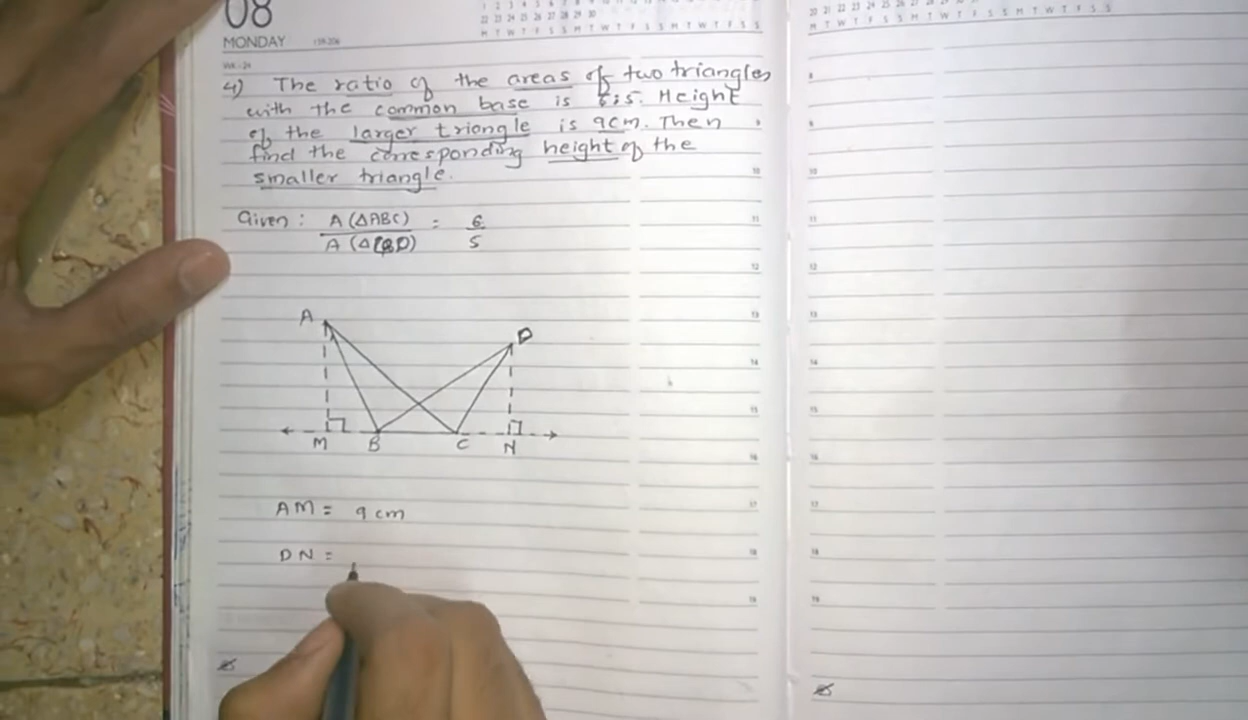 08
MONDAY
4) The ratio of the areas of two triangles
with the common base is 6:5. Height
of the larger triangle is 9cm. Then
find the corresponding height of the
smaller triangle.
Given : A (△ABC) = 6
A (△CBD) 5
A
D
M B C N
AM = 9 cm
DN =